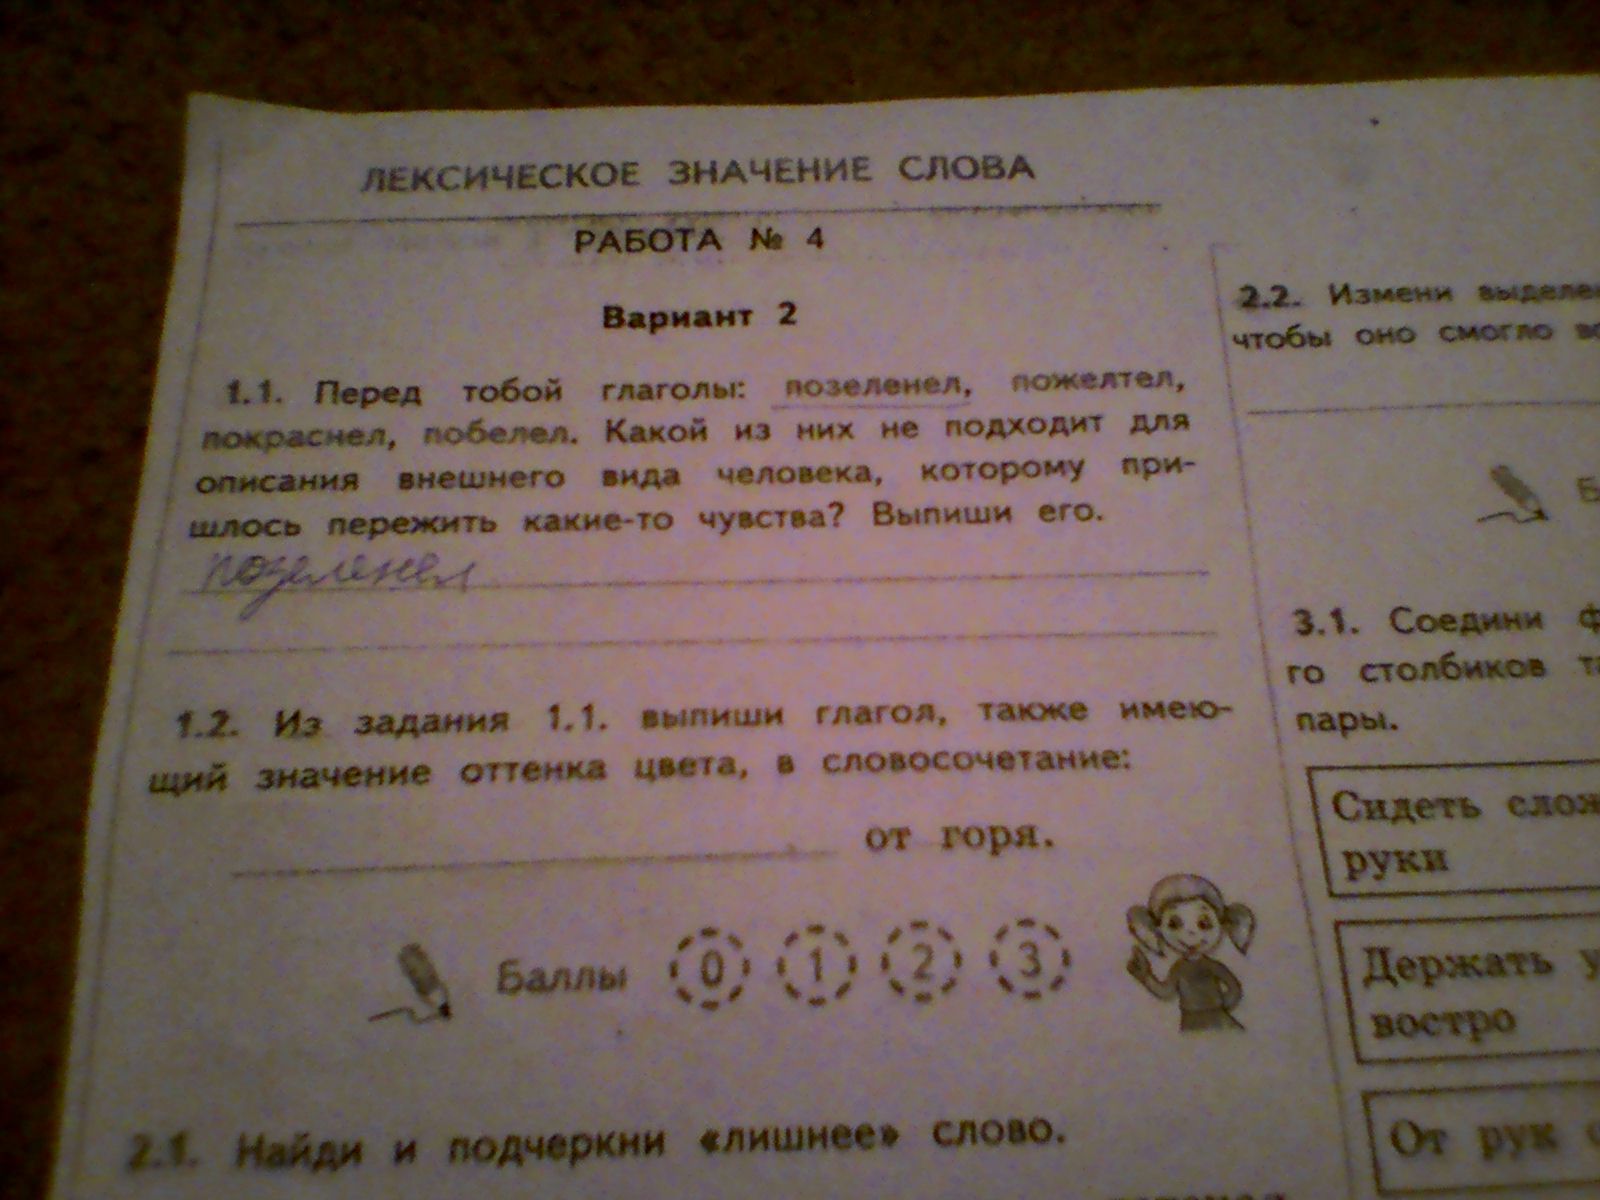 ЛЕКСИЧЕСКОЕ ЗНАЧЕНИЕ СЛОВА
РАБОТА № 4
Вариант 2
1.1. Перед тобой глаголы: позеленел, пожелтел,
покраснел, побелел. Какой из них не подходит для
описания внешнего вида человека, которому при-
шлось пережить какие-то чувства? Выпиши его.
позеленел
1.2. Из задания 1.1. выпиши глагол, также имею-
щий значение оттенка цвета, в словосочетание:
от горя.
Баллы 0 1 2 3
2.1. Найди и подчеркни «лишнее» слово.
2.2. Измени
чтобы оно смогло
3.1. Соедини
го столбиков
пары.
Сидеть
руки
Держать
востро
От рук